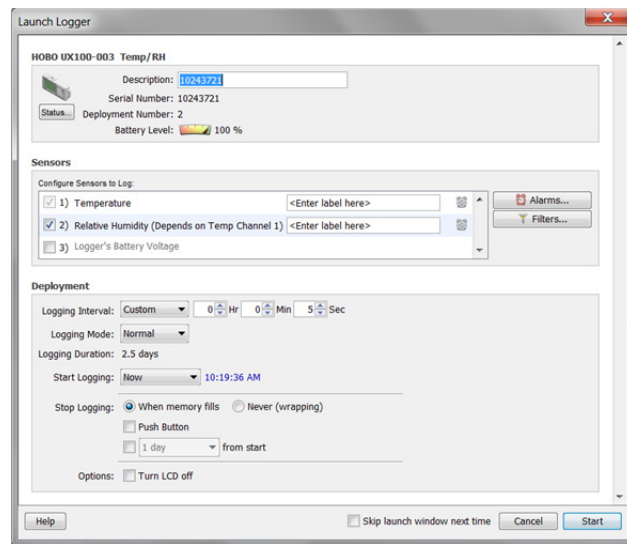 Launch Logger
HOBO UX100-003 Temp/RH
Description: 10243721
Serial Number: 10243721
Status... Deployment Number: 2
Battery Level: 100 %
Sensors
Configure Sensors to Log:
1) Temperature <Enter label here> Alarms...
2) Relative Humidity (Depends on Temp Channel 1) <Enter label here> Filters...
3) Logger's Battery Voltage
Deployment
Logging Interval: Custom 0 Hr 0 Min 5 Sec
Logging Mode: Normal
Logging Duration: 2.5 days
Start Logging: Now 10:19:36 AM
Stop Logging: When memory fills Never (wrapping)
Push Button
1 day from start
Options: Turn LCD off
Help Skip launch window next time Cancel Start